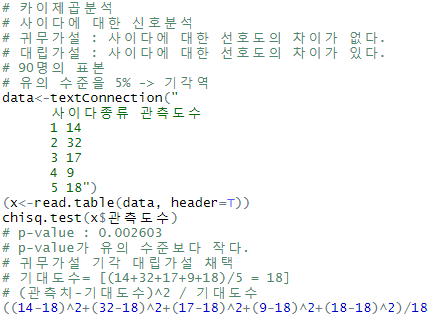 # 카이제곱분석
# 사이다에 대한 신호분석
# 귀무가설 : 사이다에 대한 선호도의 차이가 없다.
# 대립가설 : 사이다에 대한 선호도의 차이가 있다.
# 90명의 표본
# 유의 수준을 5% -> 기각역
data<-textConnection("
사이다종류 관측도수
1 14
2 32
3 17
4 9
5 18")
(x<-read.table(data, header=T))
chisq.test(x$관측도수)
# p-value : 0.002603
# p-value가 유의 수준보다 작다.
# 귀무가설 기각 대립가설 채택
# 기대도수= [(14+32+17+9+18)/5 = 18]
# (관측치-기대도수)^2 / 기대도수
((14-18)^2+(32-18)^2+(17-18)^2+(9-18)^2+(18-18)^2)/18